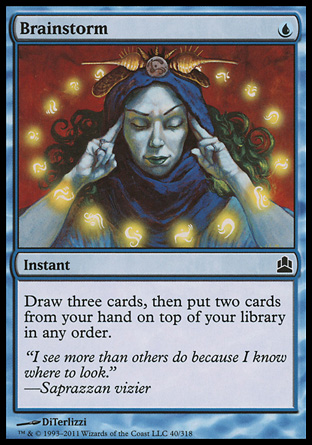 Brainstorm
Instant
Draw three cards, then put two cards
from your hand on top of your library
in any order.
“I see more than others do because I know
where to look.”
—Saprazzan vizier
DiTerlizzi
™ & © 1993–2011 Wizards of the Coast LLC 40/318